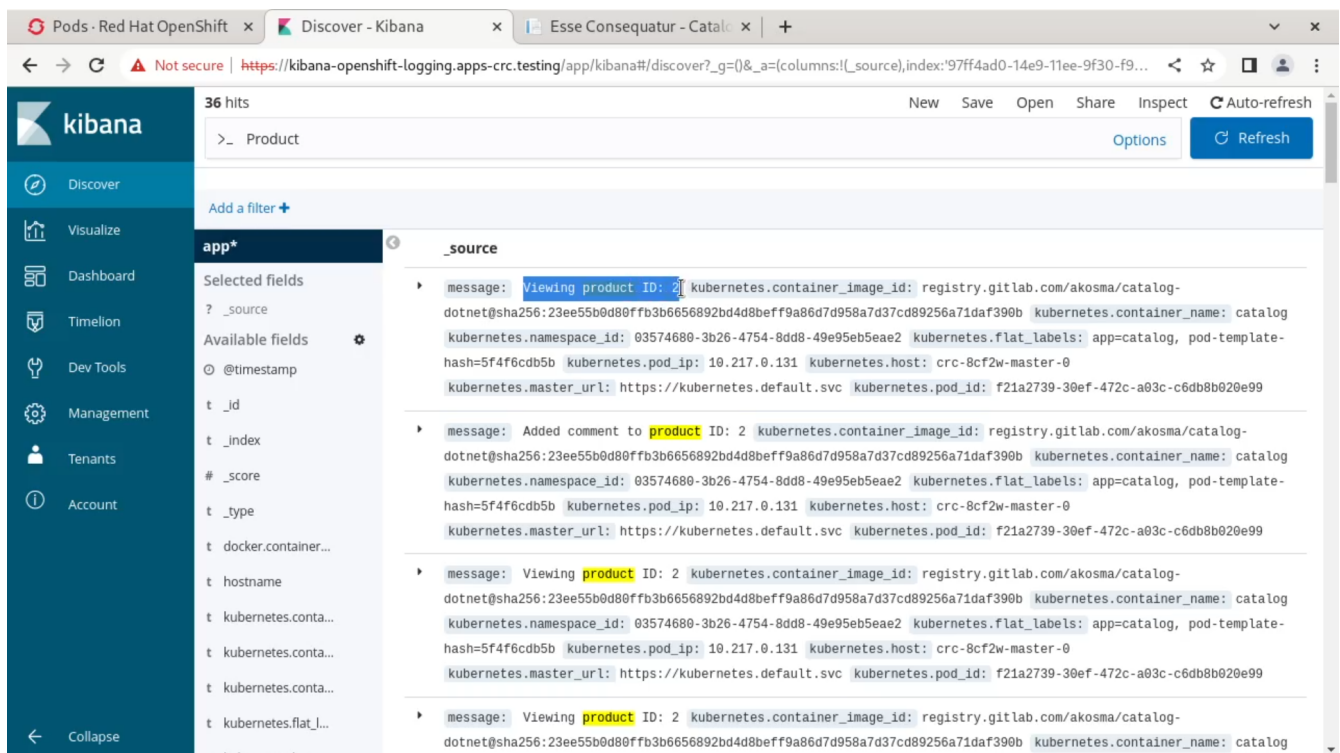 Pods · Red Hat OpenShift
Discover - Kibana
Esse Consequatur - Catalo
Not secure https://kibana-openshift-logging.apps-crc.testing/app/kibana#/discover?_g=()&_a=(columns:!(_source),index:'97ff4ad0-14e9-11ee-9f30-f9...
kibana
Discover
Visualize
Dashboard
Timelion
Dev Tools
Management
Tenants
Account
Collapse
36 hits
New Save Open Share Inspect Auto-refresh
>_ Product Options Refresh
Add a filter +
app*
Selected fields
? _source
Available fields
@timestamp
t _id
t _index
# _score
t _type
t docker.container...
t hostname
t kubernetes.conta...
t kubernetes.conta...
t kubernetes.conta...
t kubernetes.flat_l...
_source
message: Viewing product ID: 2 kubernetes.container_image_id: registry.gitlab.com/akosma/catalog-
dotnet@sha256:23ee55b0d80ffb3b6656892bd4d8beff9a86d7d958a7d37cd89256a71daf390b kubernetes.container_name: catalog
kubernetes.namespace_id: 03574680-3b26-4754-8dd8-49e95eb5eae2 kubernetes.flat_labels: app=catalog, pod-template-
hash=5f4f6cdb5b kubernetes.pod_ip: 10.217.0.131 kubernetes.host: crc-8cf2w-master-0
kubernetes.master_url: https://kubernetes.default.svc kubernetes.pod_id: f21a2739-30ef-472c-a03c-c6db8b020e99
message: Added comment to product ID: 2 kubernetes.container_image_id: registry.gitlab.com/akosma/catalog-
dotnet@sha256:23ee55b0d80ffb3b6656892bd4d8beff9a86d7d958a7d37cd89256a71daf390b kubernetes.container_name: catalog
kubernetes.namespace_id: 03574680-3b26-4754-8dd8-49e95eb5eae2 kubernetes.flat_labels: app=catalog, pod-template-
hash=5f4f6cdb5b kubernetes.pod_ip: 10.217.0.131 kubernetes.host: crc-8cf2w-master-0
kubernetes.master_url: https://kubernetes.default.svc kubernetes.pod_id: f21a2739-30ef-472c-a03c-c6db8b020e99
message: Viewing product ID: 2 kubernetes.container_image_id: registry.gitlab.com/akosma/catalog-
dotnet@sha256:23ee55b0d80ffb3b6656892bd4d8beff9a86d7d958a7d37cd89256a71daf390b kubernetes.container_name: catalog
kubernetes.namespace_id: 03574680-3b26-4754-8dd8-49e95eb5eae2 kubernetes.flat_labels: app=catalog, pod-template-
hash=5f4f6cdb5b kubernetes.pod_ip: 10.217.0.131 kubernetes.host: crc-8cf2w-master-0
kubernetes.master_url: https://kubernetes.default.svc kubernetes.pod_id: f21a2739-30ef-472c-a03c-c6db8b020e99
message: Viewing product ID: 2 kubernetes.container_image_id: registry.gitlab.com/akosma/catalog-
dotnet@sha256:23ee55b0d80ffb3b6656892bd4d8beff9a86d7d958a7d37cd89256a71daf390b kubernetes.container_name: catalog